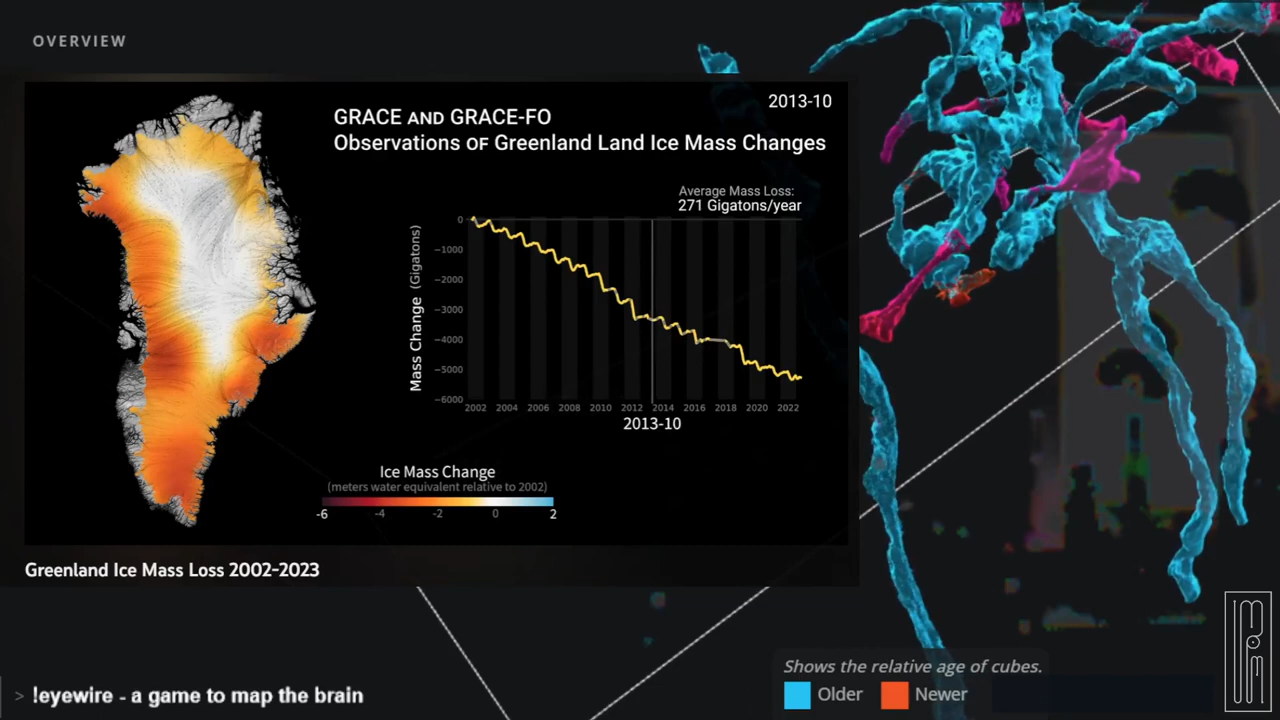 OVERVIEW
2013-10
GRACE AND GRACE-FO
Observations OF Greenland Land Ice Mass Changes
Average Mass Loss:
271 Gigatons/year
Mass Change (Gigatons)
0
−1000
−2000
−3000
−4000
−5000
−6000
2002 2004 2006 2008 2010 2012 2014 2016 2018 2020 2022
2013-10
Ice Mass Change
(meters water equivalent relative to 2002)
-6 -4 -2 0 2
Greenland Ice Mass Loss 2002-2023
> !eyewire - a game to map the brain
Shows the relative age of cubes.
Older Newer